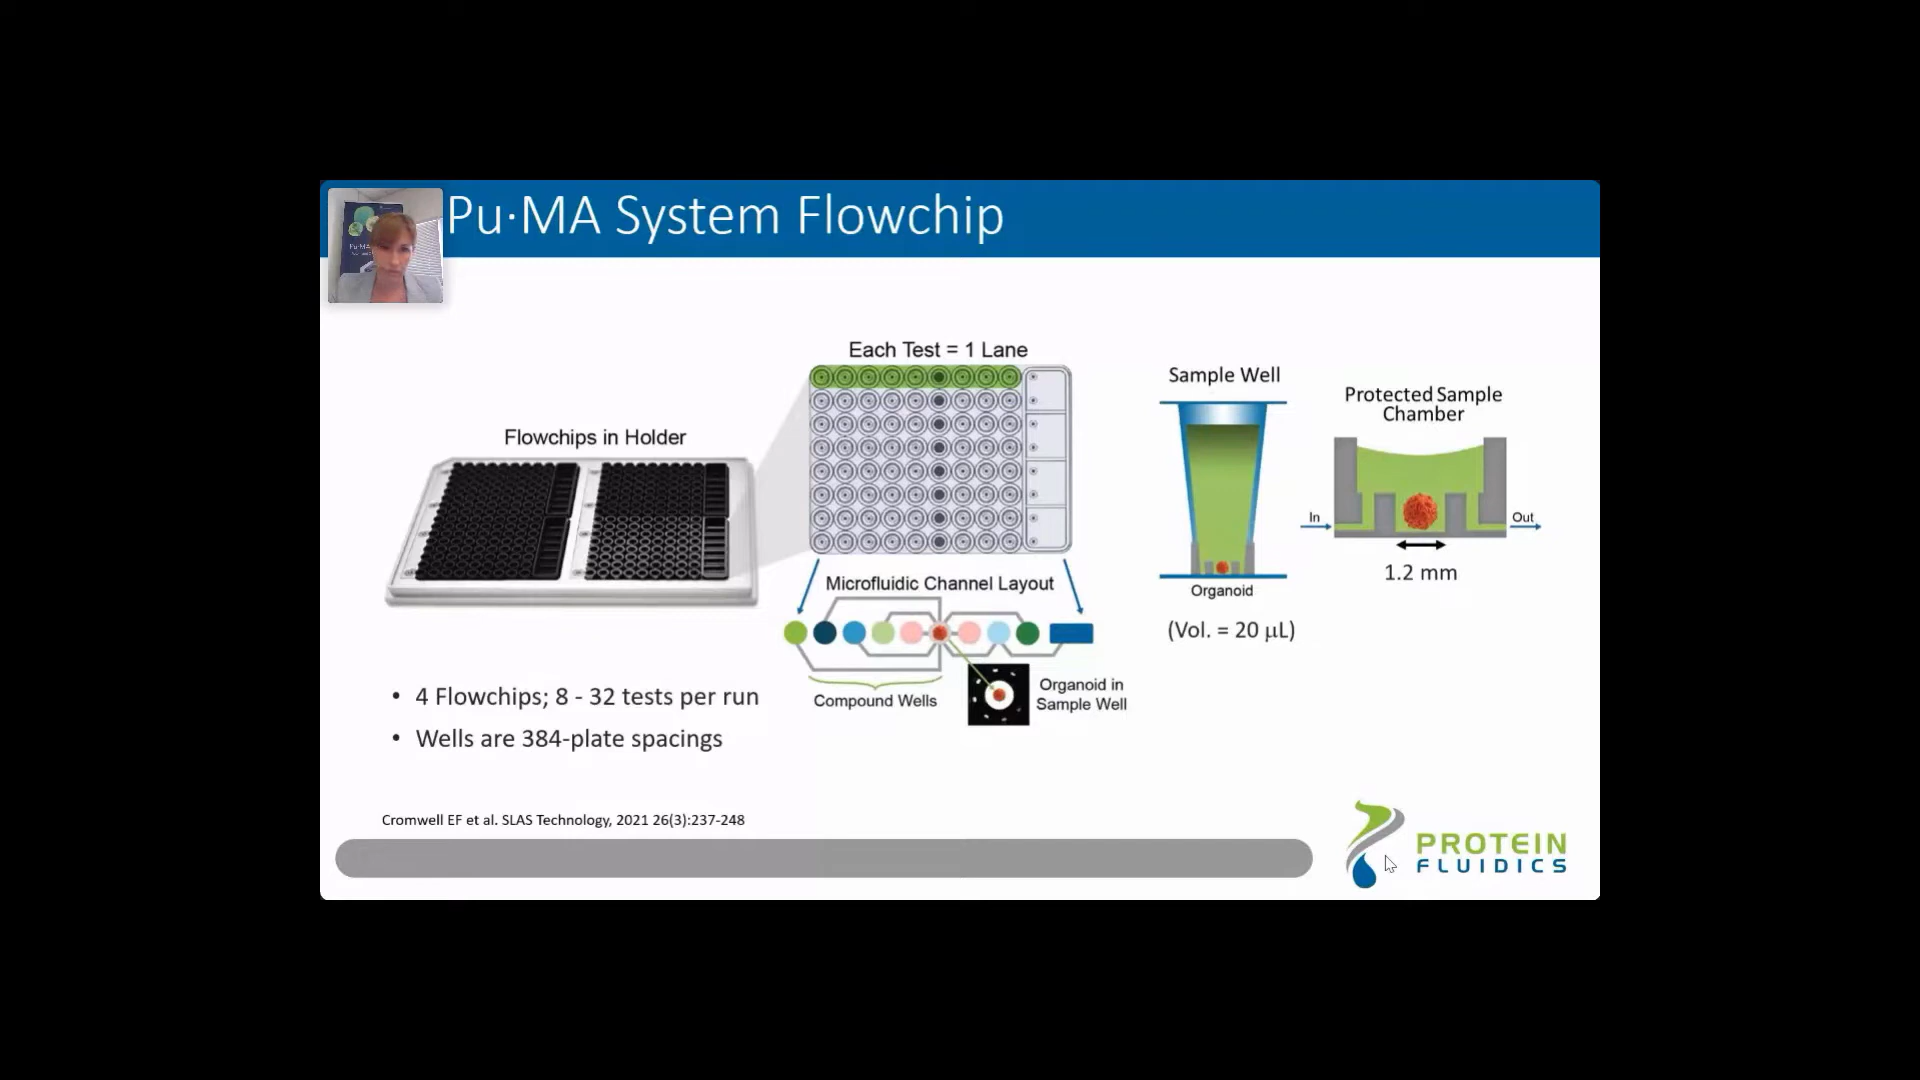 Pu·MA System Flowchip
Pu·MA
Each Test = 1 Lane
Flowchips in Holder
Sample Well
Protected Sample
Chamber
In
Out
1.2 mm
Organoid
(Vol. = 20 μL)
Microfluidic Channel Layout
Compound Wells
Organoid in
Sample Well
• 4 Flowchips; 8 - 32 tests per run
• Wells are 384-plate spacings
Cromwell EF et al. SLAS Technology, 2021 26(3):237-248
PROTEIN
FLUIDICS